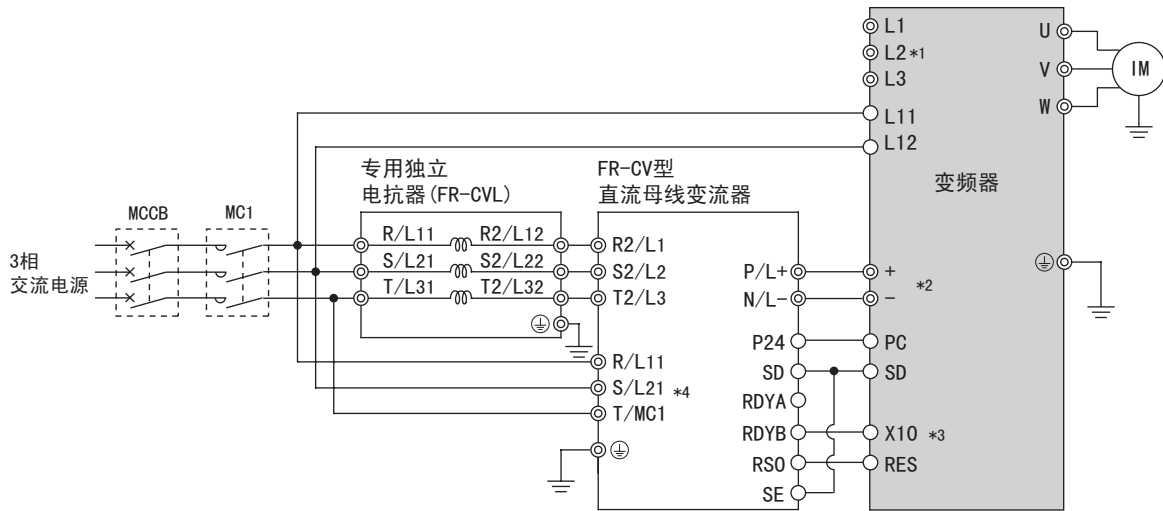 L1
L2 *1
L3
L11
L12
U
V
W
IM
变频器
专用独立
电抗器(FR-CVL)
FR-CV型
直流母线变流器
MCCB
MC1
3相
交流电源
R/L11
R2/L12
S/L21
S2/L22
T/L31
T2/L32
R2/L1
S2/L2
T2/L3
P/L+
N/L-
+
-
*2
P24
PC
SD
SD
RDYA
RDYB
X10 *3
RSO
RES
SE
R/L11
S/L21 *4
T/MC1